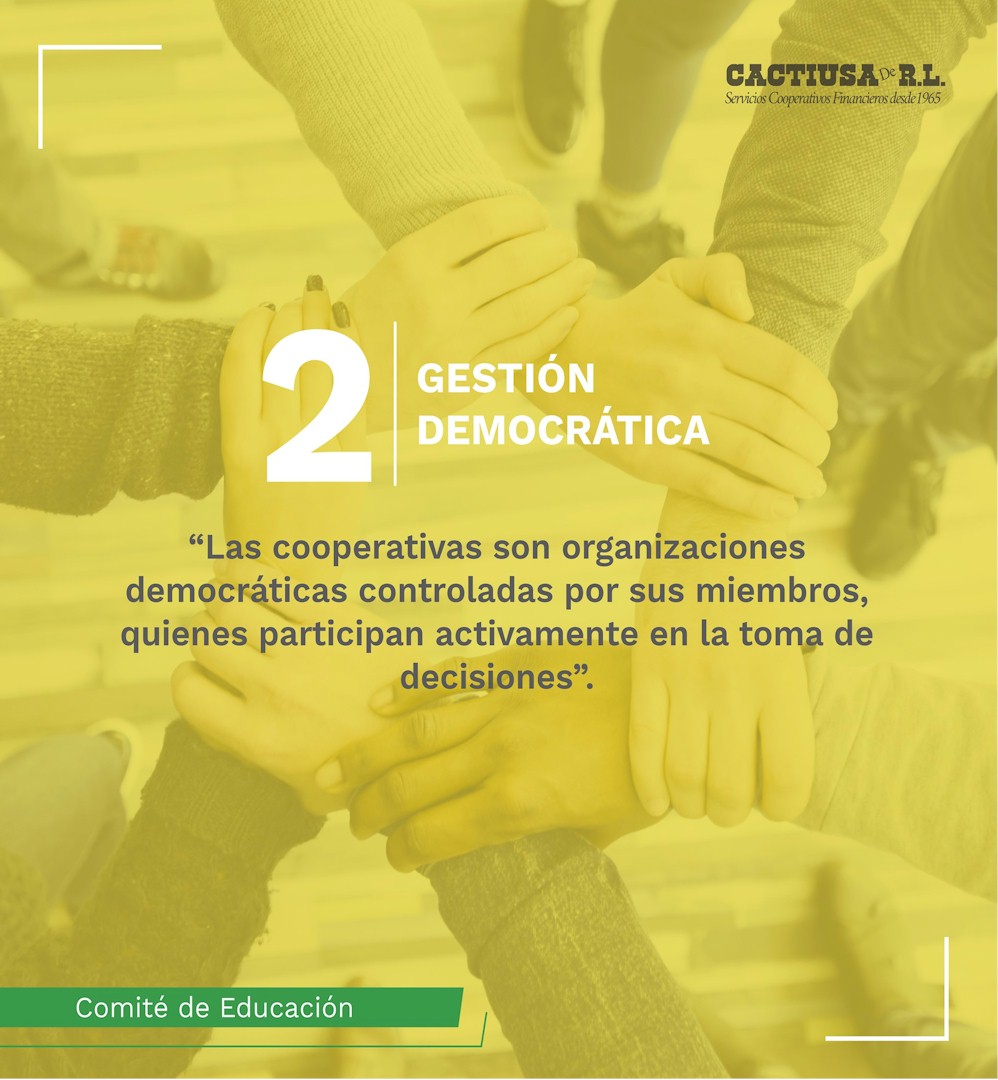 CACTIUSA De R.L.
Servicios Cooperativos Financieros desde 1965
2
GESTIÓN
DEMOCRÁTICA
“Las cooperativas son organizaciones
democráticas controladas por sus miembros,
quienes participan activamente en la toma de
decisiones”.
Comité de Educación